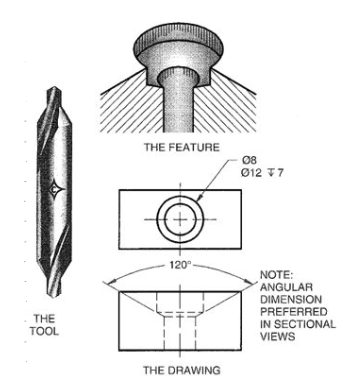 THE FEATURE
Ø8
Ø12 ↧ 7
120°
NOTE:
ANGULAR
DIMENSION
PREFERRED
IN SECTIONAL
VIEWS
THE
TOOL
THE DRAWING